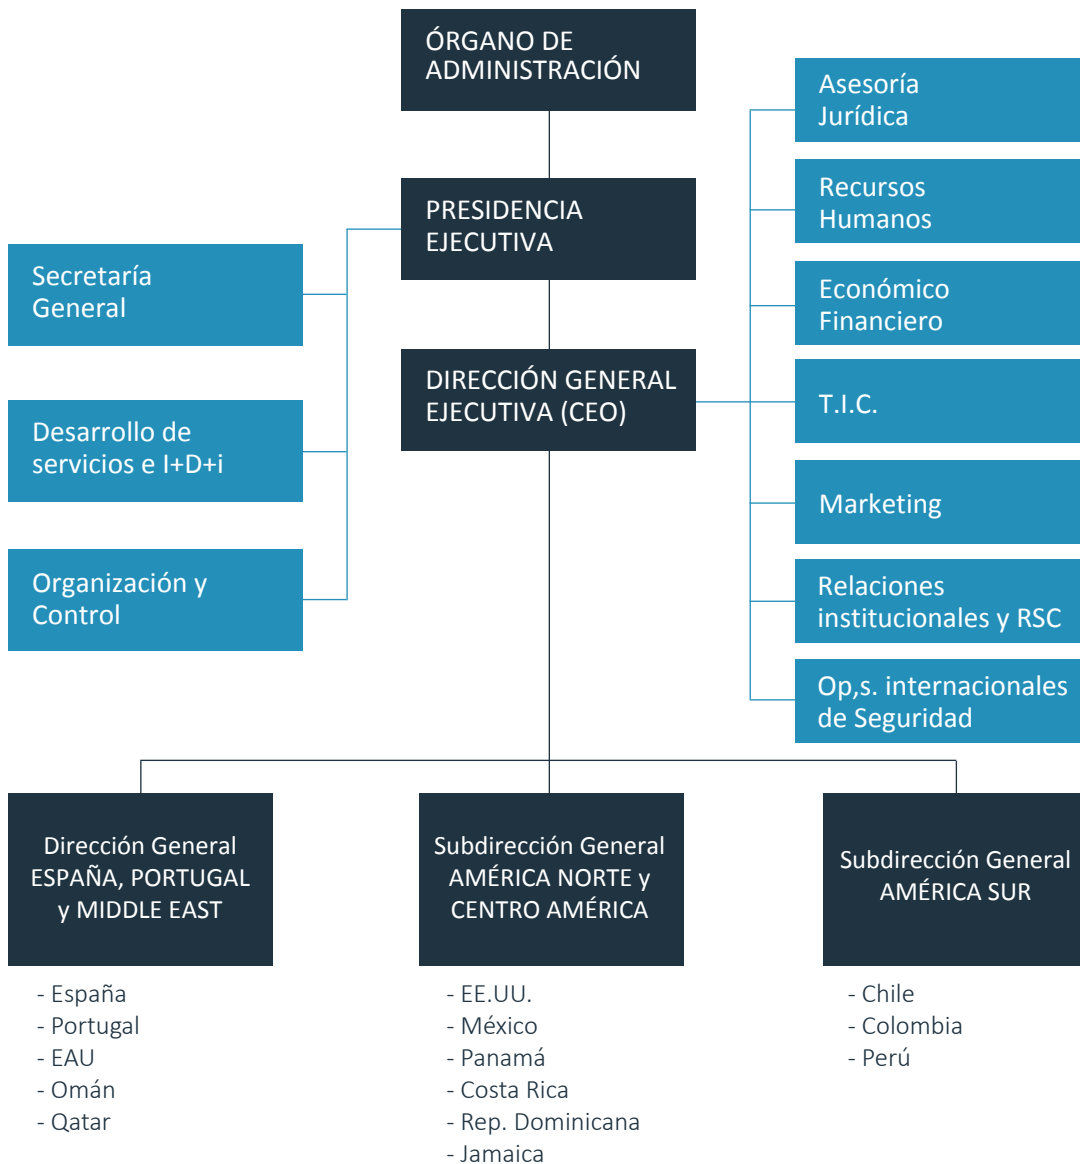 ÓRGANO DE
ADMINISTRACIÓN
PRESIDENCIA
EJECUTIVA
DIRECCIÓN GENERAL
EJECUTIVA (CEO)
Secretaría
General
Desarrollo de
servicios e I+D+i
Organización y
Control
Asesoría
Jurídica
Recursos
Humanos
Económico
Financiero
T.I.C.
Marketing
Relaciones
institucionales y RSC
Op,s. internacionales
de Seguridad
Dirección General
ESPAÑA, PORTUGAL
y MIDDLE EAST
- España
- Portugal
- EAU
- Omán
- Qatar
Subdirección General
AMÉRICA NORTE y
CENTRO AMÉRICA
- EE.UU.
- México
- Panamá
- Costa Rica
- Rep. Dominicana
- Jamaica
Subdirección General
AMÉRICA SUR
- Chile
- Colombia
- Perú